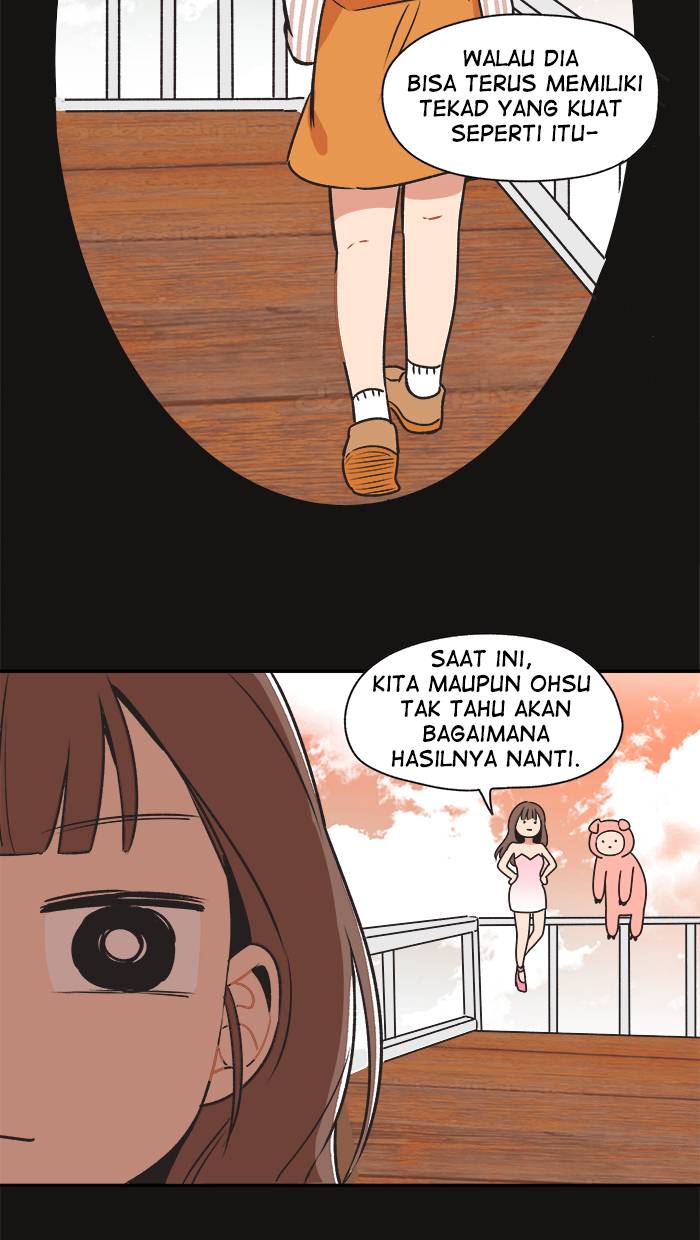 WALAU DIA
BISA TERUS MEMILIKI
TEKAD YANG KUAT
SEPERTI ITU-
SAAT INI,
KITA MAUPUN OHSU
TAK TAHU AKAN
BAGAIMANA
HASILNYA NANTI.